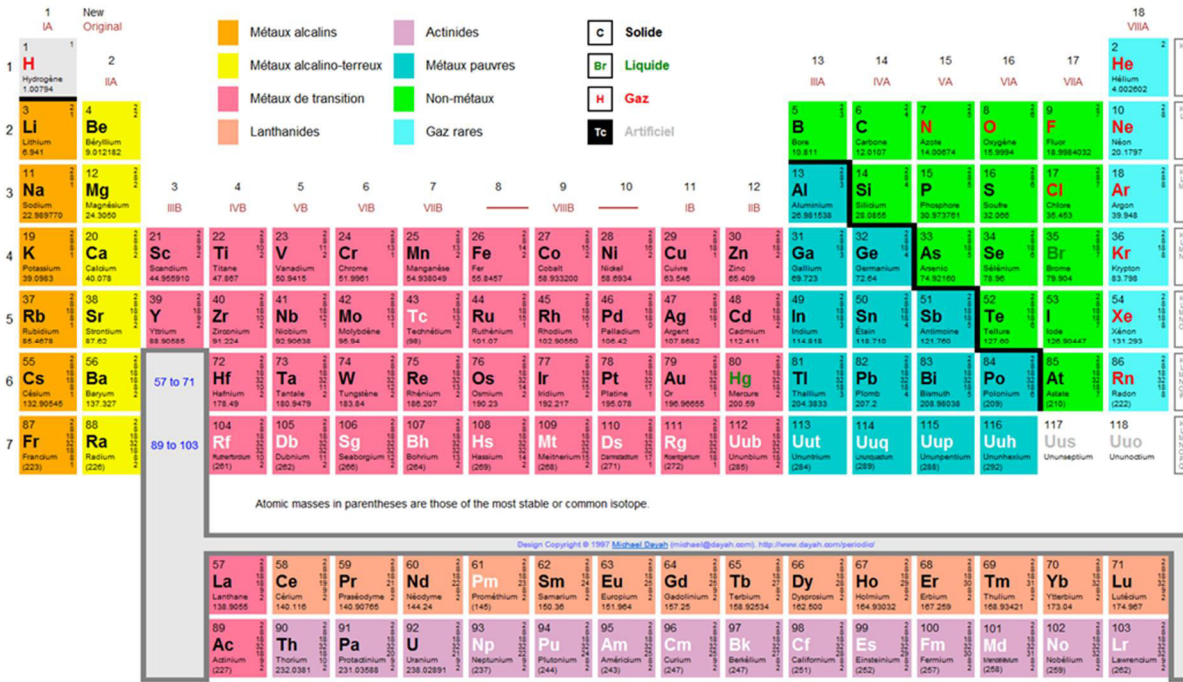 1 New 18
IA Original VIIIA
Métaux alcalins Actinides C Solide
Métaux alcalino-terreux Métaux pauvres Br Liquide
Métaux de transition Non-métaux H Gaz
Lanthanides Gaz rares Tc Artificiel
2 13 14 15 16 17
IIA IIIA IVA VA VIA VIIA
3 4 5 6 7 8 9 10 11 12
IIIB IVB VB VIB VIIB VIIIB IB IIB
1
1 H Hydrogène 1.00794
2 He Hélium 4.002602
2
3 Li Lithium 6.941
4 Be Béryllium 9.012182
5 B Bore 10.811
6 C Carbone 12.0107
7 N Azote 14.00674
8 O Oxygène 15.9994
9 F Fluor 18.9984032
10 Ne Néon 20.1797
3
11 Na Sodium 22.989770
12 Mg Magnésium 24.3050
13 Al Aluminium 26.981538
14 Si Silicium 28.0855
15 P Phosphore 30.973761
16 S Soufre 32.066
17 Cl Chlore 35.453
18 Ar Argon 39.948
4
19 K Potassium 39.0983
20 Ca Calcium 40.078
21 Sc Scandium 44.955910
22 Ti Titane 47.867
23 V Vanadium 50.9415
24 Cr Chrome 51.9961
25 Mn Manganèse 54.938049
26 Fe Fer 55.8457
27 Co Cobalt 58.933200
28 Ni Nickel 58.6934
29 Cu Cuivre 63.546
30 Zn Zinc 65.409
31 Ga Gallium 69.723
32 Ge Germanium 72.64
33 As Arsenic 74.92160
34 Se Sélénium 78.96
35 Br Brome 79.904
36 Kr Krypton 83.798
5
37 Rb Rubidium 85.4678
38 Sr Strontium 87.62
39 Y Yttrium 88.90585
40 Zr Zirconium 91.224
41 Nb Niobium 92.90638
42 Mo Molybdène 95.94
43 Tc Technétium (98)
44 Ru Ruthénium 101.07
45 Rh Rhodium 102.90550
46 Pd Palladium 106.42
47 Ag Argent 107.8682
48 Cd Cadmium 112.411
49 In Indium 114.818
50 Sn Étain 118.710
51 Sb Antimoine 121.760
52 Te Tellure 127.60
53 I Iode 126.90447
54 Xe Xénon 131.293
6
55 Cs Césium 132.90545
56 Ba Baryum 137.327
57 to 71
72 Hf Hafnium 178.49
73 Ta Tantale 180.9479
74 W Tungstène 183.84
75 Re Rhénium 186.207
76 Os Osmium 190.23
77 Ir Iridium 192.217
78 Pt Platine 195.078
79 Au Or 196.96655
80 Hg Mercure 200.59
81 Tl Thallium 204.3833
82 Pb Plomb 207.2
83 Bi Bismuth 208.98038
84 Po Polonium (209)
85 At Astate (210)
86 Rn Radon (222)
7
87 Fr Francium (223)
88 Ra Radium (226)
89 to 103
104 Rf Rutherfordium (261)
105 Db Dubnium (262)
106 Sg Seaborgium (266)
107 Bh Bohrium (264)
108 Hs Hassium (269)
109 Mt Meitnerium (268)
110 Ds Darmstadtium (271)
111 Rg Roentgenium (272)
112 Uub Ununbium (285)
113 Uut Ununtrium (284)
114 Uuq Ununquadium (289)
115 Uup Ununpentium (288)
116 Uuh Ununhexium (292)
117 Uus Ununseptium
118 Uuo Ununoctium
Atomic masses in parentheses are those of the most stable or common isotope.
Design Copyright © 1997 Michael Dayah (michael@dayah.com). http://www.dayah.com/periodic/
57 La Lanthane 138.9055
58 Ce Cérium 140.116
59 Pr Praséodyme 140.90765
60 Nd Néodyme 144.24
61 Pm Prométhium (145)
62 Sm Samarium 150.36
63 Eu Europium 151.964
64 Gd Gadolinium 157.25
65 Tb Terbium 158.92534
66 Dy Dysprosium 162.500
67 Ho Holmium 164.93032
68 Er Erbium 167.259
69 Tm Thulium 168.93421
70 Yb Ytterbium 173.04
71 Lu Lutécium 174.967
89 Ac Actinium (227)
90 Th Thorium 232.0381
91 Pa Protactinium 231.03588
92 U Uranium 238.02891
93 Np Neptunium (237)
94 Pu Plutonium (244)
95 Am Américium (243)
96 Cm Curium (247)
97 Bk Berkélium (247)
98 Cf Californium (251)
99 Es Einsteinium (252)
100 Fm Fermium (257)
101 Md Mendelévium (258)
102 No Nobélium (259)
103 Lr Lawrencium (262)